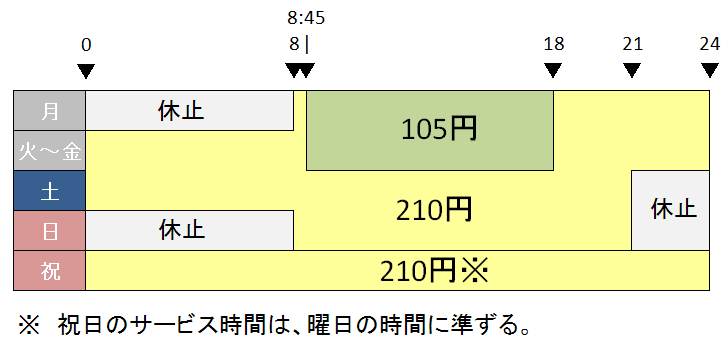 8:45
0 8 | 18 21 24
月 休止 105円
火～金
土 210円 休止
日 休止
祝 210円※
※ 祝日のサービス時間は、曜日の時間に準ずる。